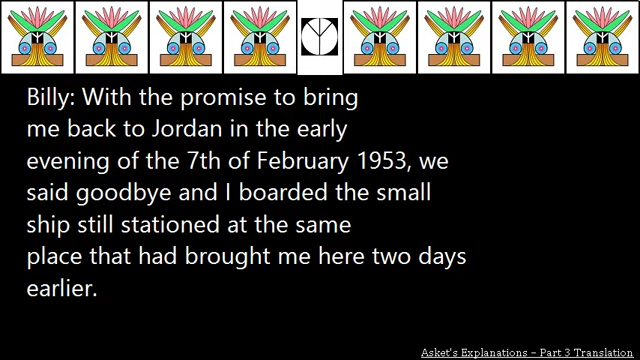 Billy: With the promise to bring
me back to Jordan in the early
evening of the 7th of February 1953, we
said goodbye and I boarded the small
ship still stationed at the same
place that had brought me here two days
earlier.
Asket's Explanations – Part 3 Translation